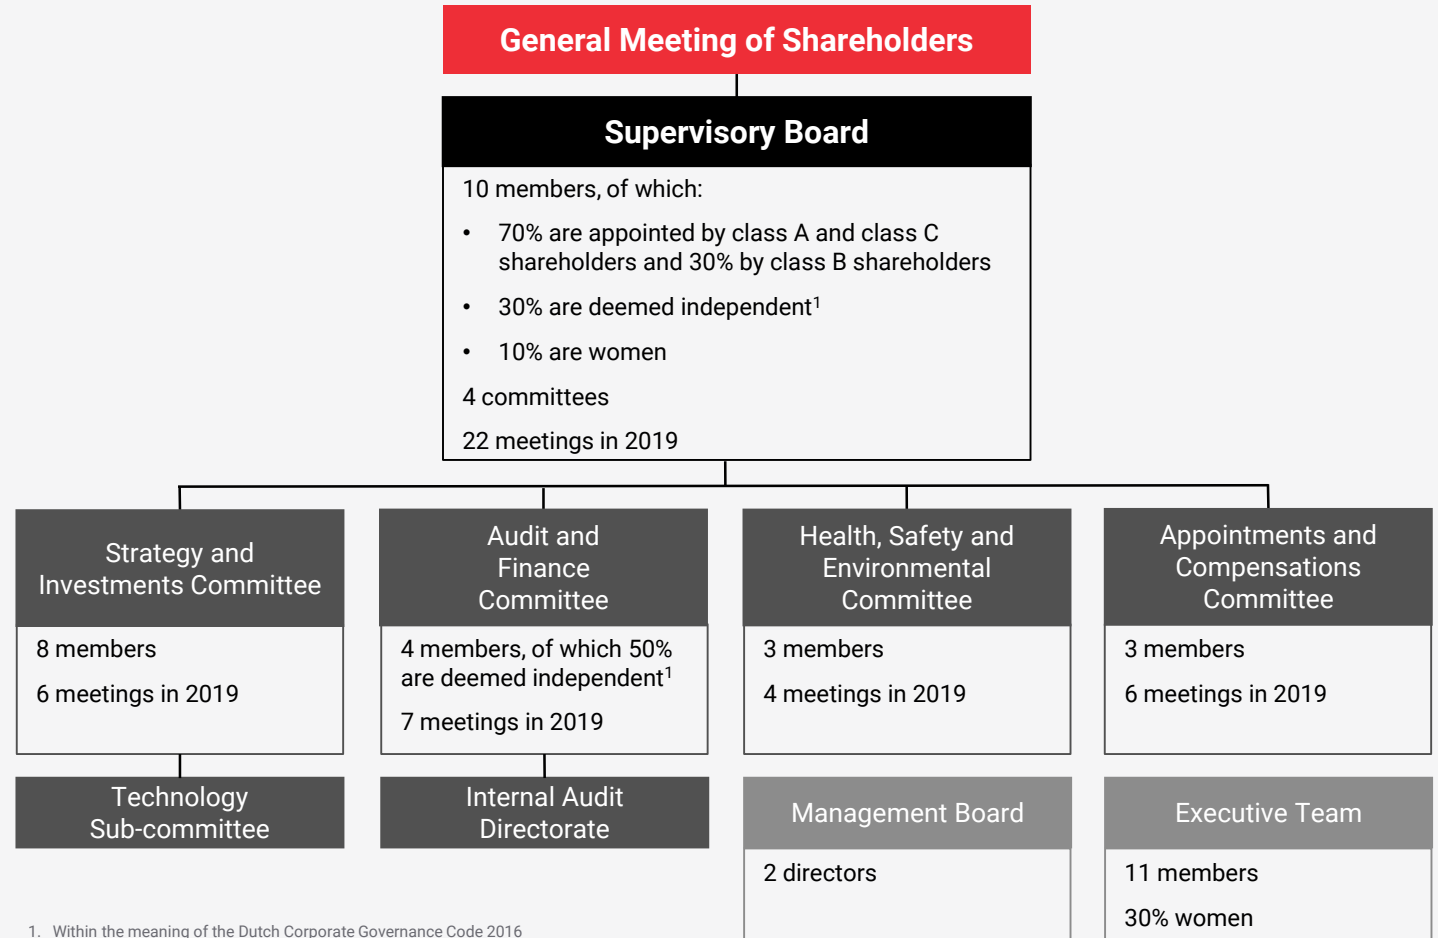 General Meeting of Shareholders
Supervisory Board
10 members, of which:
• 70% are appointed by class A and class C
shareholders and 30% by class B shareholders
• 30% are deemed independent¹
• 10% are women
4 committees
22 meetings in 2019
Strategy and
Investments Committee
8 members
6 meetings in 2019
Technology
Sub-committee
Audit and
Finance
Committee
4 members, of which 50%
are deemed independent¹
7 meetings in 2019
Internal Audit
Directorate
Health, Safety and
Environmental
Committee
3 members
4 meetings in 2019
Appointments and
Compensations
Committee
3 members
6 meetings in 2019
Management Board
2 directors
Executive Team
11 members
30% women
1. Within the meaning of the Dutch Corporate Governance Code 2016